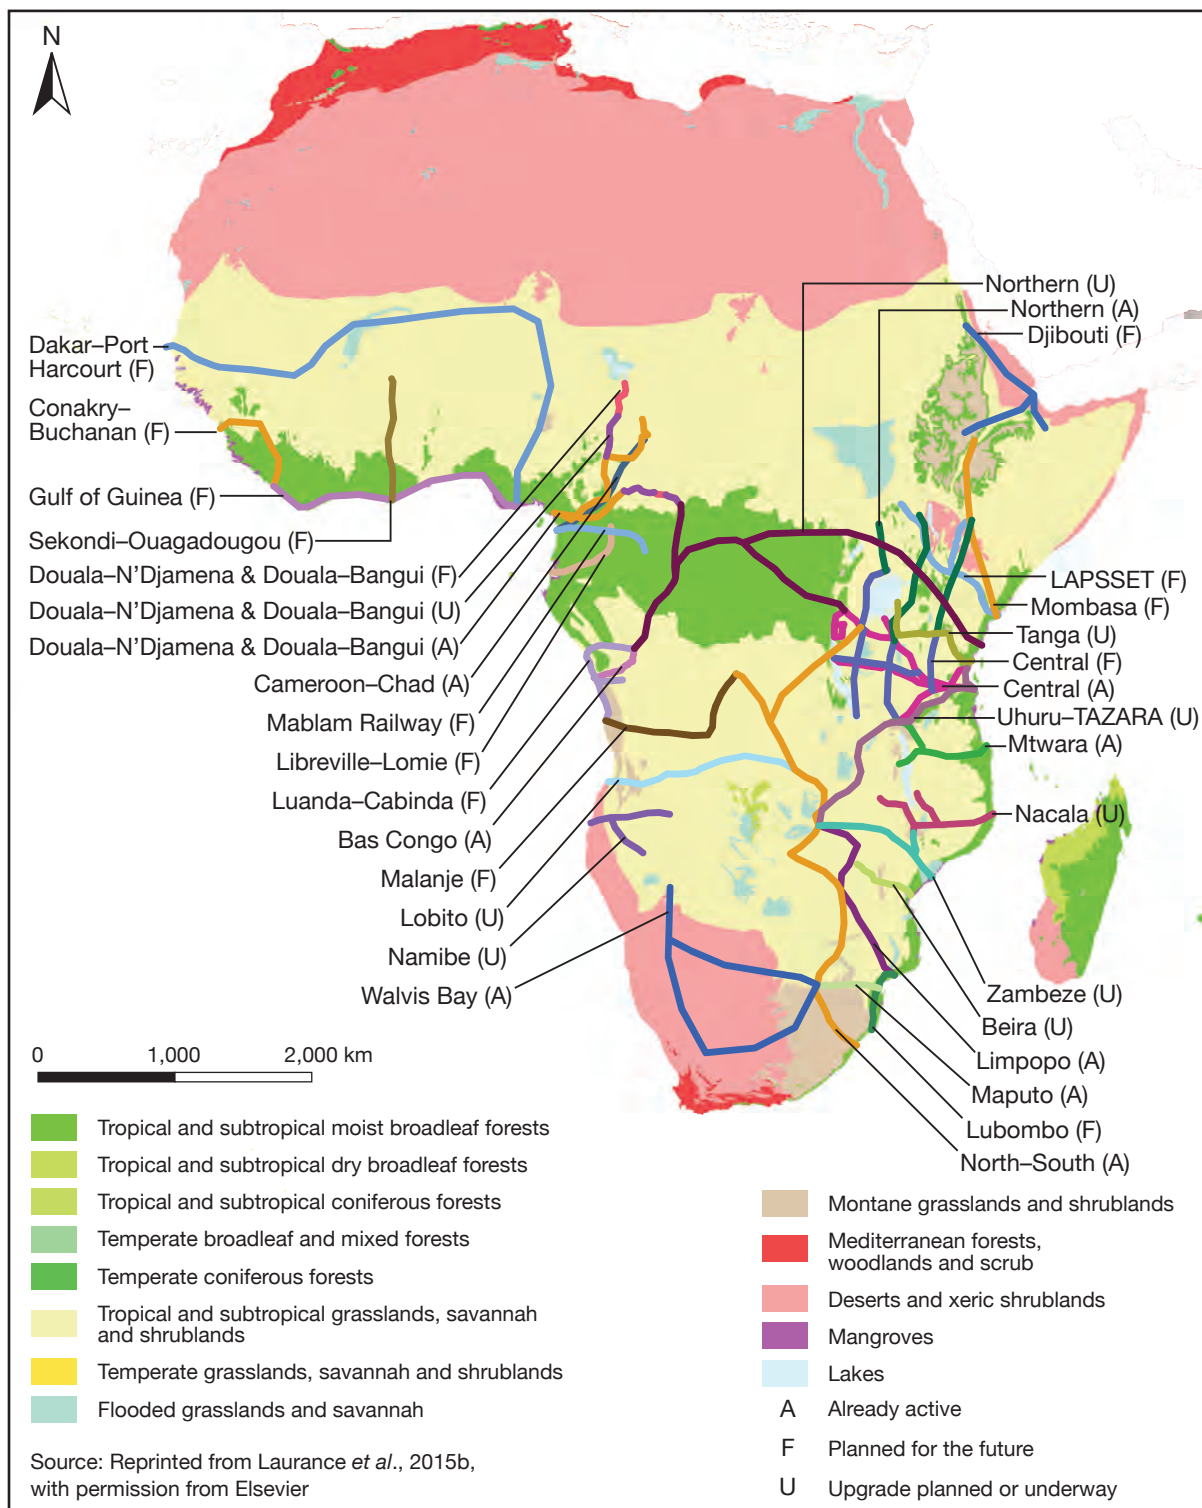 N
Northern (U)
Northern (A)
Djibouti (F)
Dakar–Port
Harcourt (F)
Conakry–
Buchanan (F)
Gulf of Guinea (F)
Sekondi–Ouagadougou (F)
Douala–N’Djamena & Douala–Bangui (F)
Douala–N’Djamena & Douala–Bangui (U)
Douala–N’Djamena & Douala–Bangui (A)
Cameroon–Chad (A)
Mablam Railway (F)
Libreville–Lomie (F)
Luanda–Cabinda (F)
Bas Congo (A)
Malanje (F)
Lobito (U)
Namibe (U)
Walvis Bay (A)
LAPSSET (F)
Mombasa (F)
Tanga (U)
Central (F)
Central (A)
Uhuru–TAZARA (U)
Mtwara (A)
Nacala (U)
Zambeze (U)
Beira (U)
Limpopo (A)
Maputo (A)
Lubombo (F)
North–South (A)
0 1,000 2,000 km
Tropical and subtropical moist broadleaf forests
Tropical and subtropical dry broadleaf forests
Tropical and subtropical coniferous forests
Temperate broadleaf and mixed forests
Temperate coniferous forests
Tropical and subtropical grasslands, savannah
and shrublands
Temperate grasslands, savannah and shrublands
Flooded grasslands and savannah
Montane grasslands and shrublands
Mediterranean forests,
woodlands and scrub
Deserts and xeric shrublands
Mangroves
Lakes
A Already active
F Planned for the future
U Upgrade planned or underway
Source: Reprinted from Laurance et al., 2015b,
with permission from Elsevier